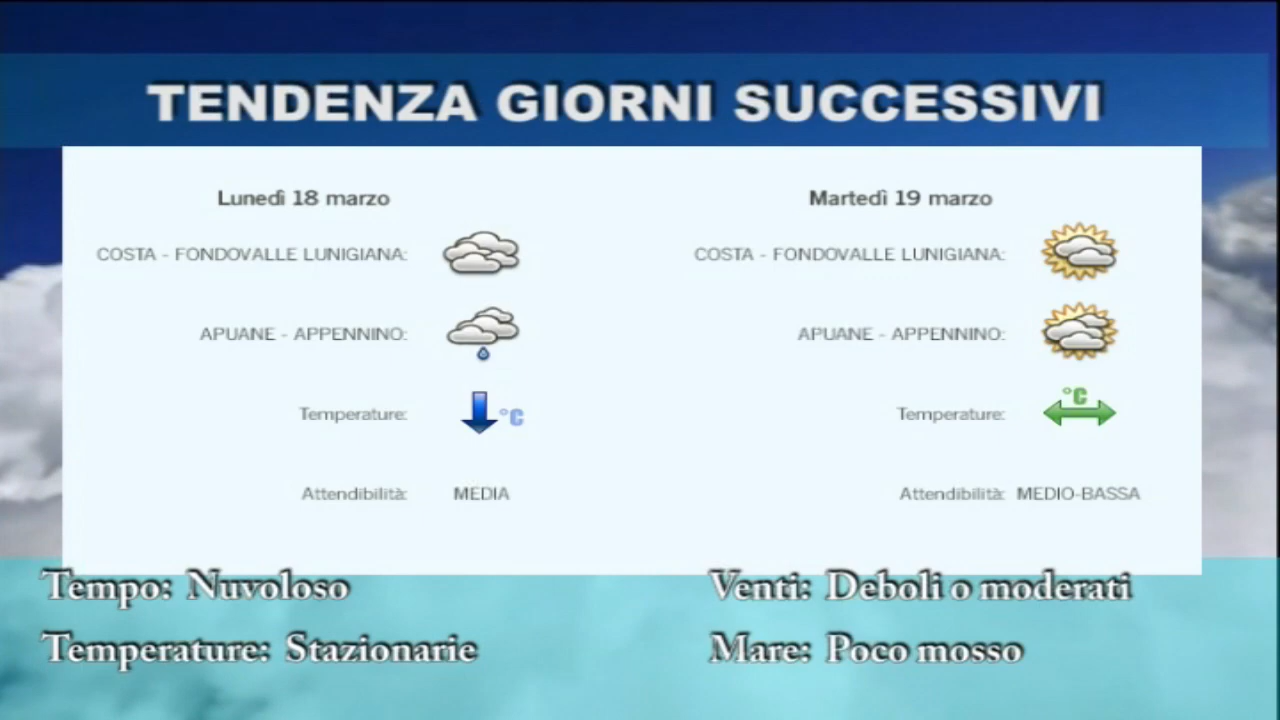 TENDENZA GIORNI SUCCESSIVI
Lunedì 18 marzo
COSTA - FONDOVALLE LUNIGIANA:
APUANE - APPENNINO:
Temperature: °C
Attendibilità: MEDIA
Martedì 19 marzo
COSTA - FONDOVALLE LUNIGIANA:
APUANE - APPENNINO:
Temperature: °C
Attendibilità: MEDIO-BASSA
Tempo: Nuvoloso
Temperature: Stazionarie
Venti: Deboli o moderati
Mare: Poco mosso